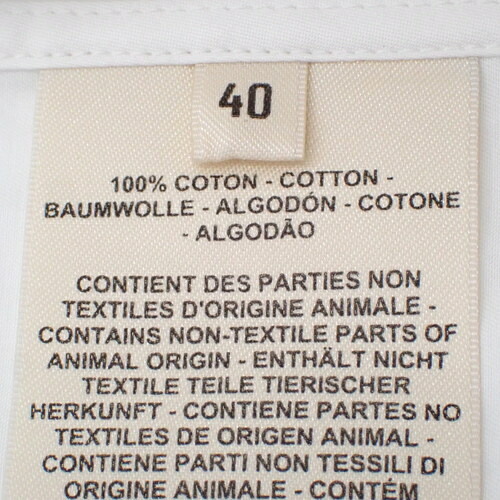 40
100% COTON - COTTON -
BAUMWOLLE - ALGODÓN - COTONE
- ALGODÃO
CONTIENT DES PARTIES NON
TEXTILES D'ORIGINE ANIMALE -
CONTAINS NON-TEXTILE PARTS OF
ANIMAL ORIGIN - ENTHÄLT NICHT
TEXTILE TEILE TIERISCHER
HERKUNFT - CONTIENE PARTES NO
TEXTILES DE ORIGEN ANIMAL -
CONTIENE PARTI NON TESSILI DI
ORIGINE ANIMALE - CONTÉM